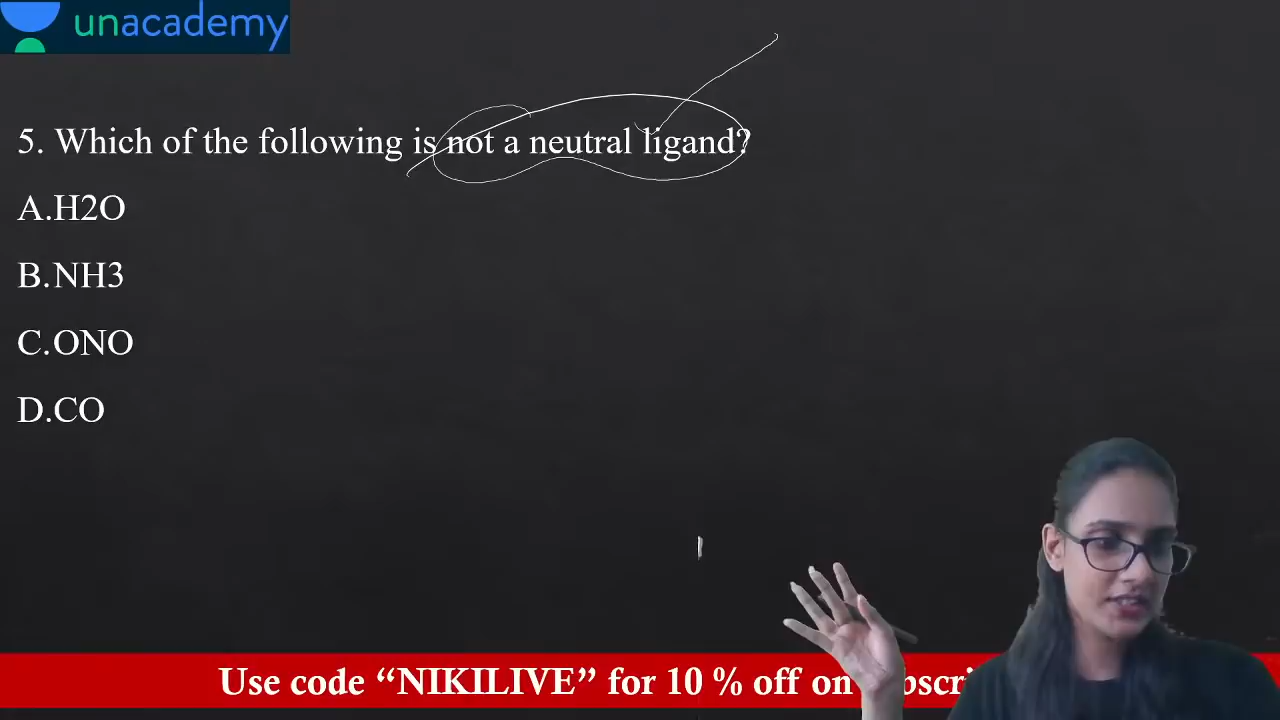 unacademy
5. Which of the following is not a neutral ligand?
A.H2O
B.NH3
C.ONO
D.CO
Use code “NIKILIVE” for 10 % off on